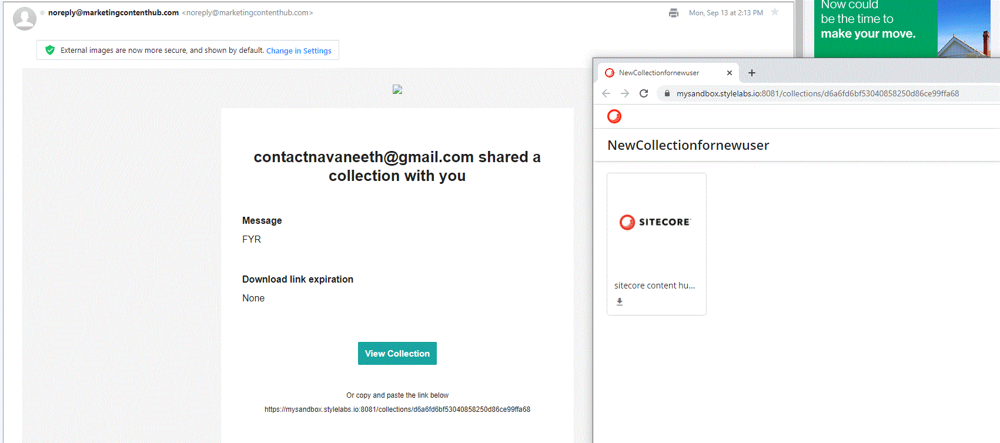 noreply@marketingcontenthub.com <noreply@marketingcontenthub.com>
Mon, Sep 13 at 2:13 PM
External images are now more secure, and shown by default. Change in Settings
contactnavaneeth@gmail.com shared a
collection with you
Message
FYR
Download link expiration
None
View Collection
Or copy and paste the link below
https://mysandbox.stylelabs.io:8081/collections/d6a6fd6bf53040858250d86ce99ffa68
Now could
be the time to
make your move.
NewCollectionfornewuser
mysandbox.stylelabs.io:8081/collections/d6a6fd6bf53040858250d86ce99ffa68
NewCollectionfornewuser
SITECORE
sitecore content hu...